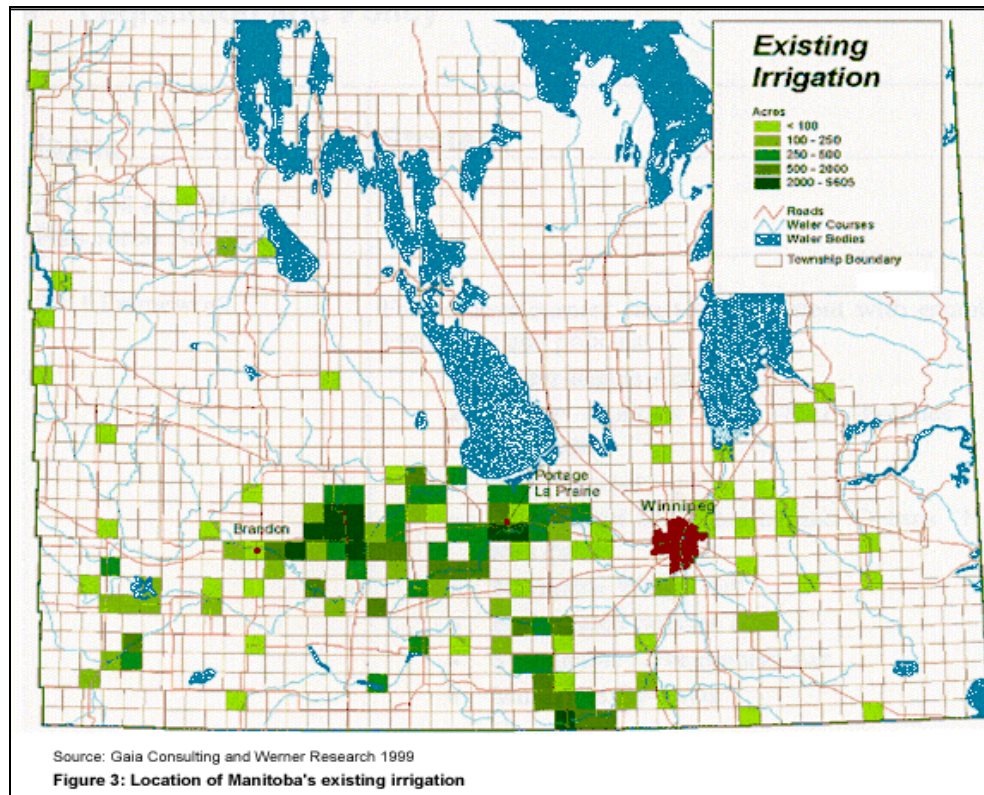 Existing
Irrigation
Acres
< 100
100 - 250
250 - 500
500 - 2000
2000 - 5605
Roads
Water Courses
Water Bodies
Township Boundary
Portage
La Prairie
Winnipeg
Brandon
Source: Gaia Consulting and Werner Research 1999
Figure 3: Location of Manitoba's existing irrigation